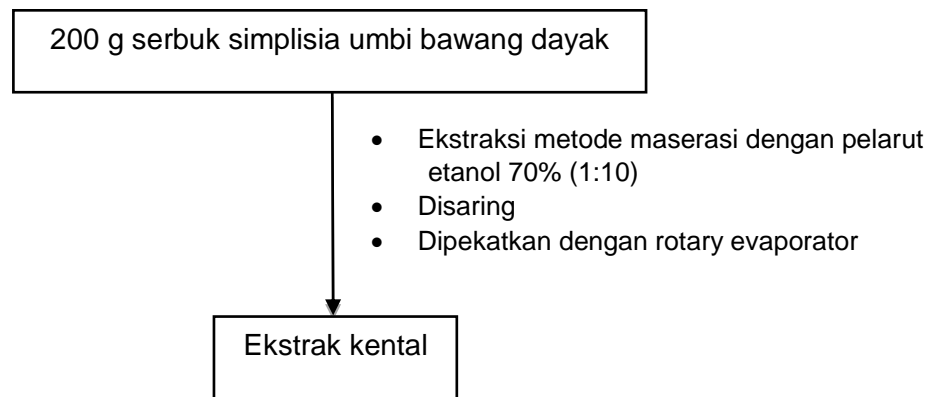 200 g serbuk simplisia umbi bawang dayak
• Ekstraksi metode maserasi dengan pelarut
etanol 70% (1:10)
• Disaring
• Dipekatkan dengan rotary evaporator
Ekstrak kental